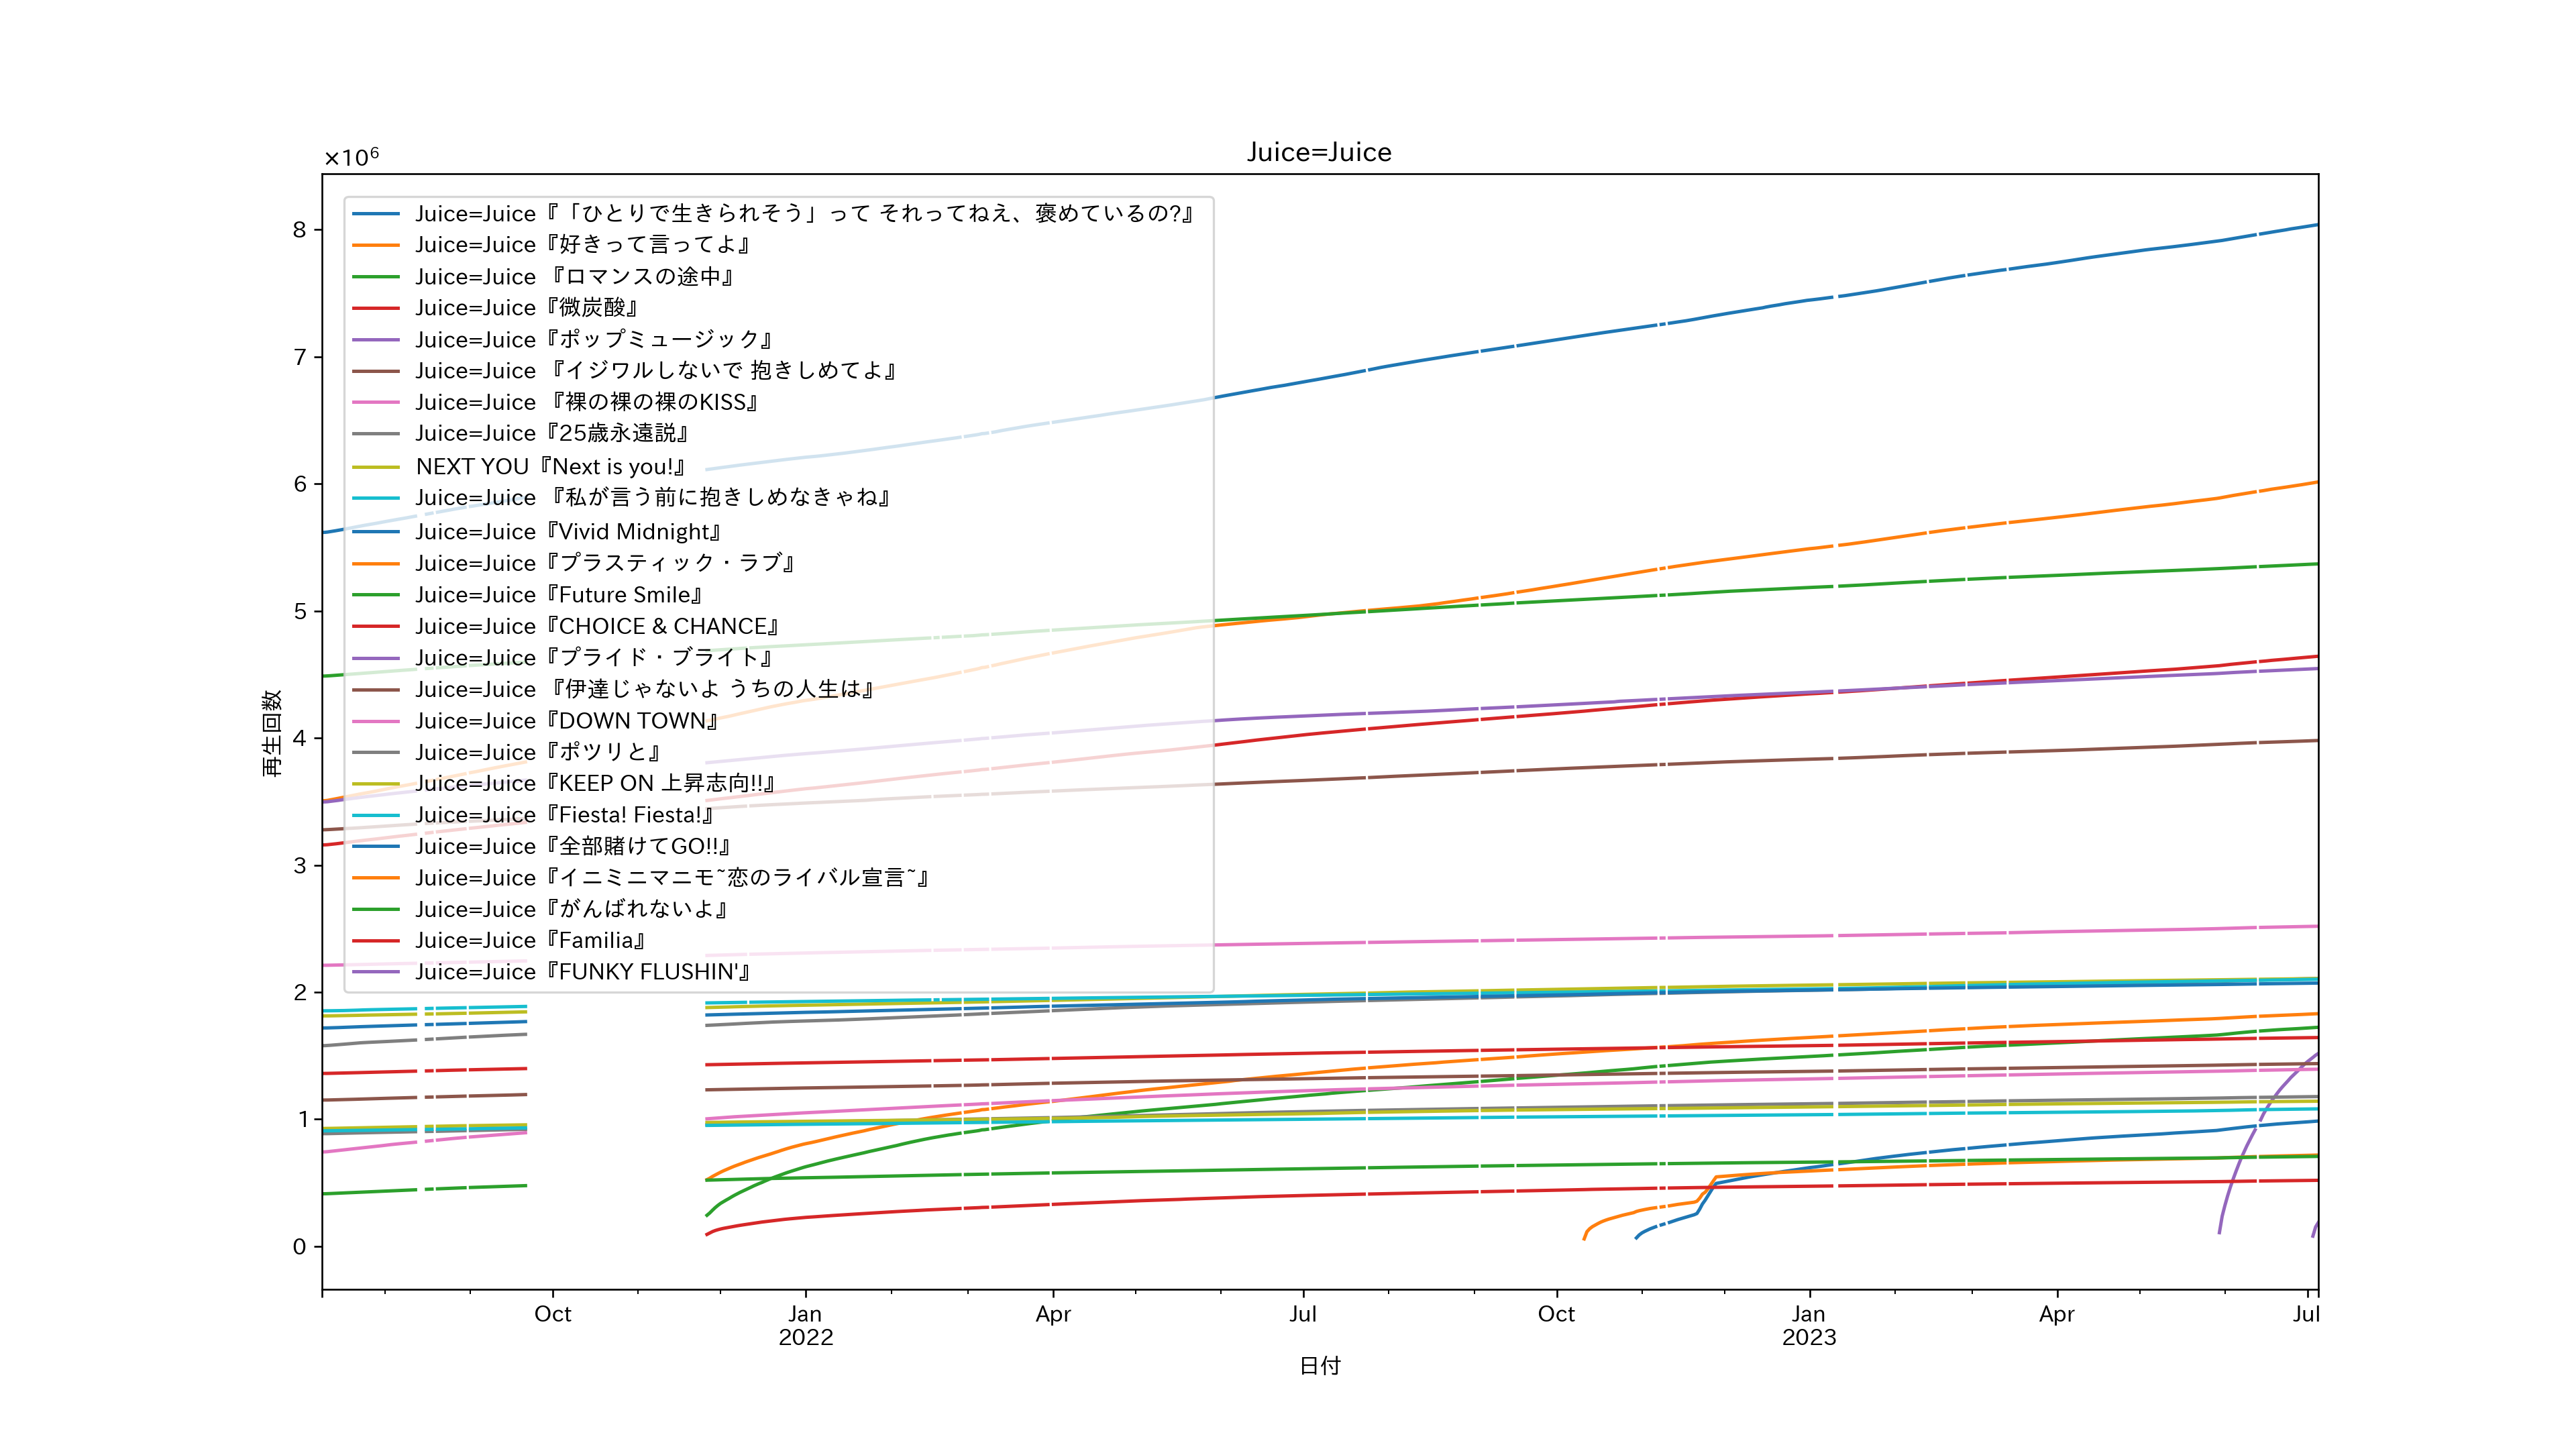 Juice=Juice
×10⁶
Juice=Juice『「ひとりで生きられそう」って それってねえ、褒めているの?』
Juice=Juice『好きって言ってよ』
Juice=Juice 『ロマンスの途中』
Juice=Juice『微炭酸』
Juice=Juice『ポップミュージック』
Juice=Juice 『イジワルしないで 抱きしめてよ』
Juice=Juice 『裸の裸の裸のKISS』
Juice=Juice『25歳永遠説』
NEXT YOU『Next is you!』
Juice=Juice 『私が言う前に抱きしめなきゃね』
Juice=Juice『Vivid Midnight』
Juice=Juice『プラスティック・ラブ』
Juice=Juice『Future Smile』
Juice=Juice『CHOICE & CHANCE』
Juice=Juice『プライド・ブライト』
Juice=Juice 『伊達じゃないよ うちの人生は』
Juice=Juice『DOWN TOWN』
Juice=Juice『ポツリと』
Juice=Juice『KEEP ON 上昇志向!!』
Juice=Juice『Fiesta! Fiesta!』
Juice=Juice『全部賭けてGO!!』
Juice=Juice『イニミニマニモ~恋のライバル宣言~』
Juice=Juice『がんばれないよ』
Juice=Juice『Familia』
Juice=Juice『FUNKY FLUSHIN'』
再生回数
8
7
6
5
4
3
2
1
0
Oct
Jan
2022
Apr
Jul
Oct
Jan
2023
Apr
Jul
日付